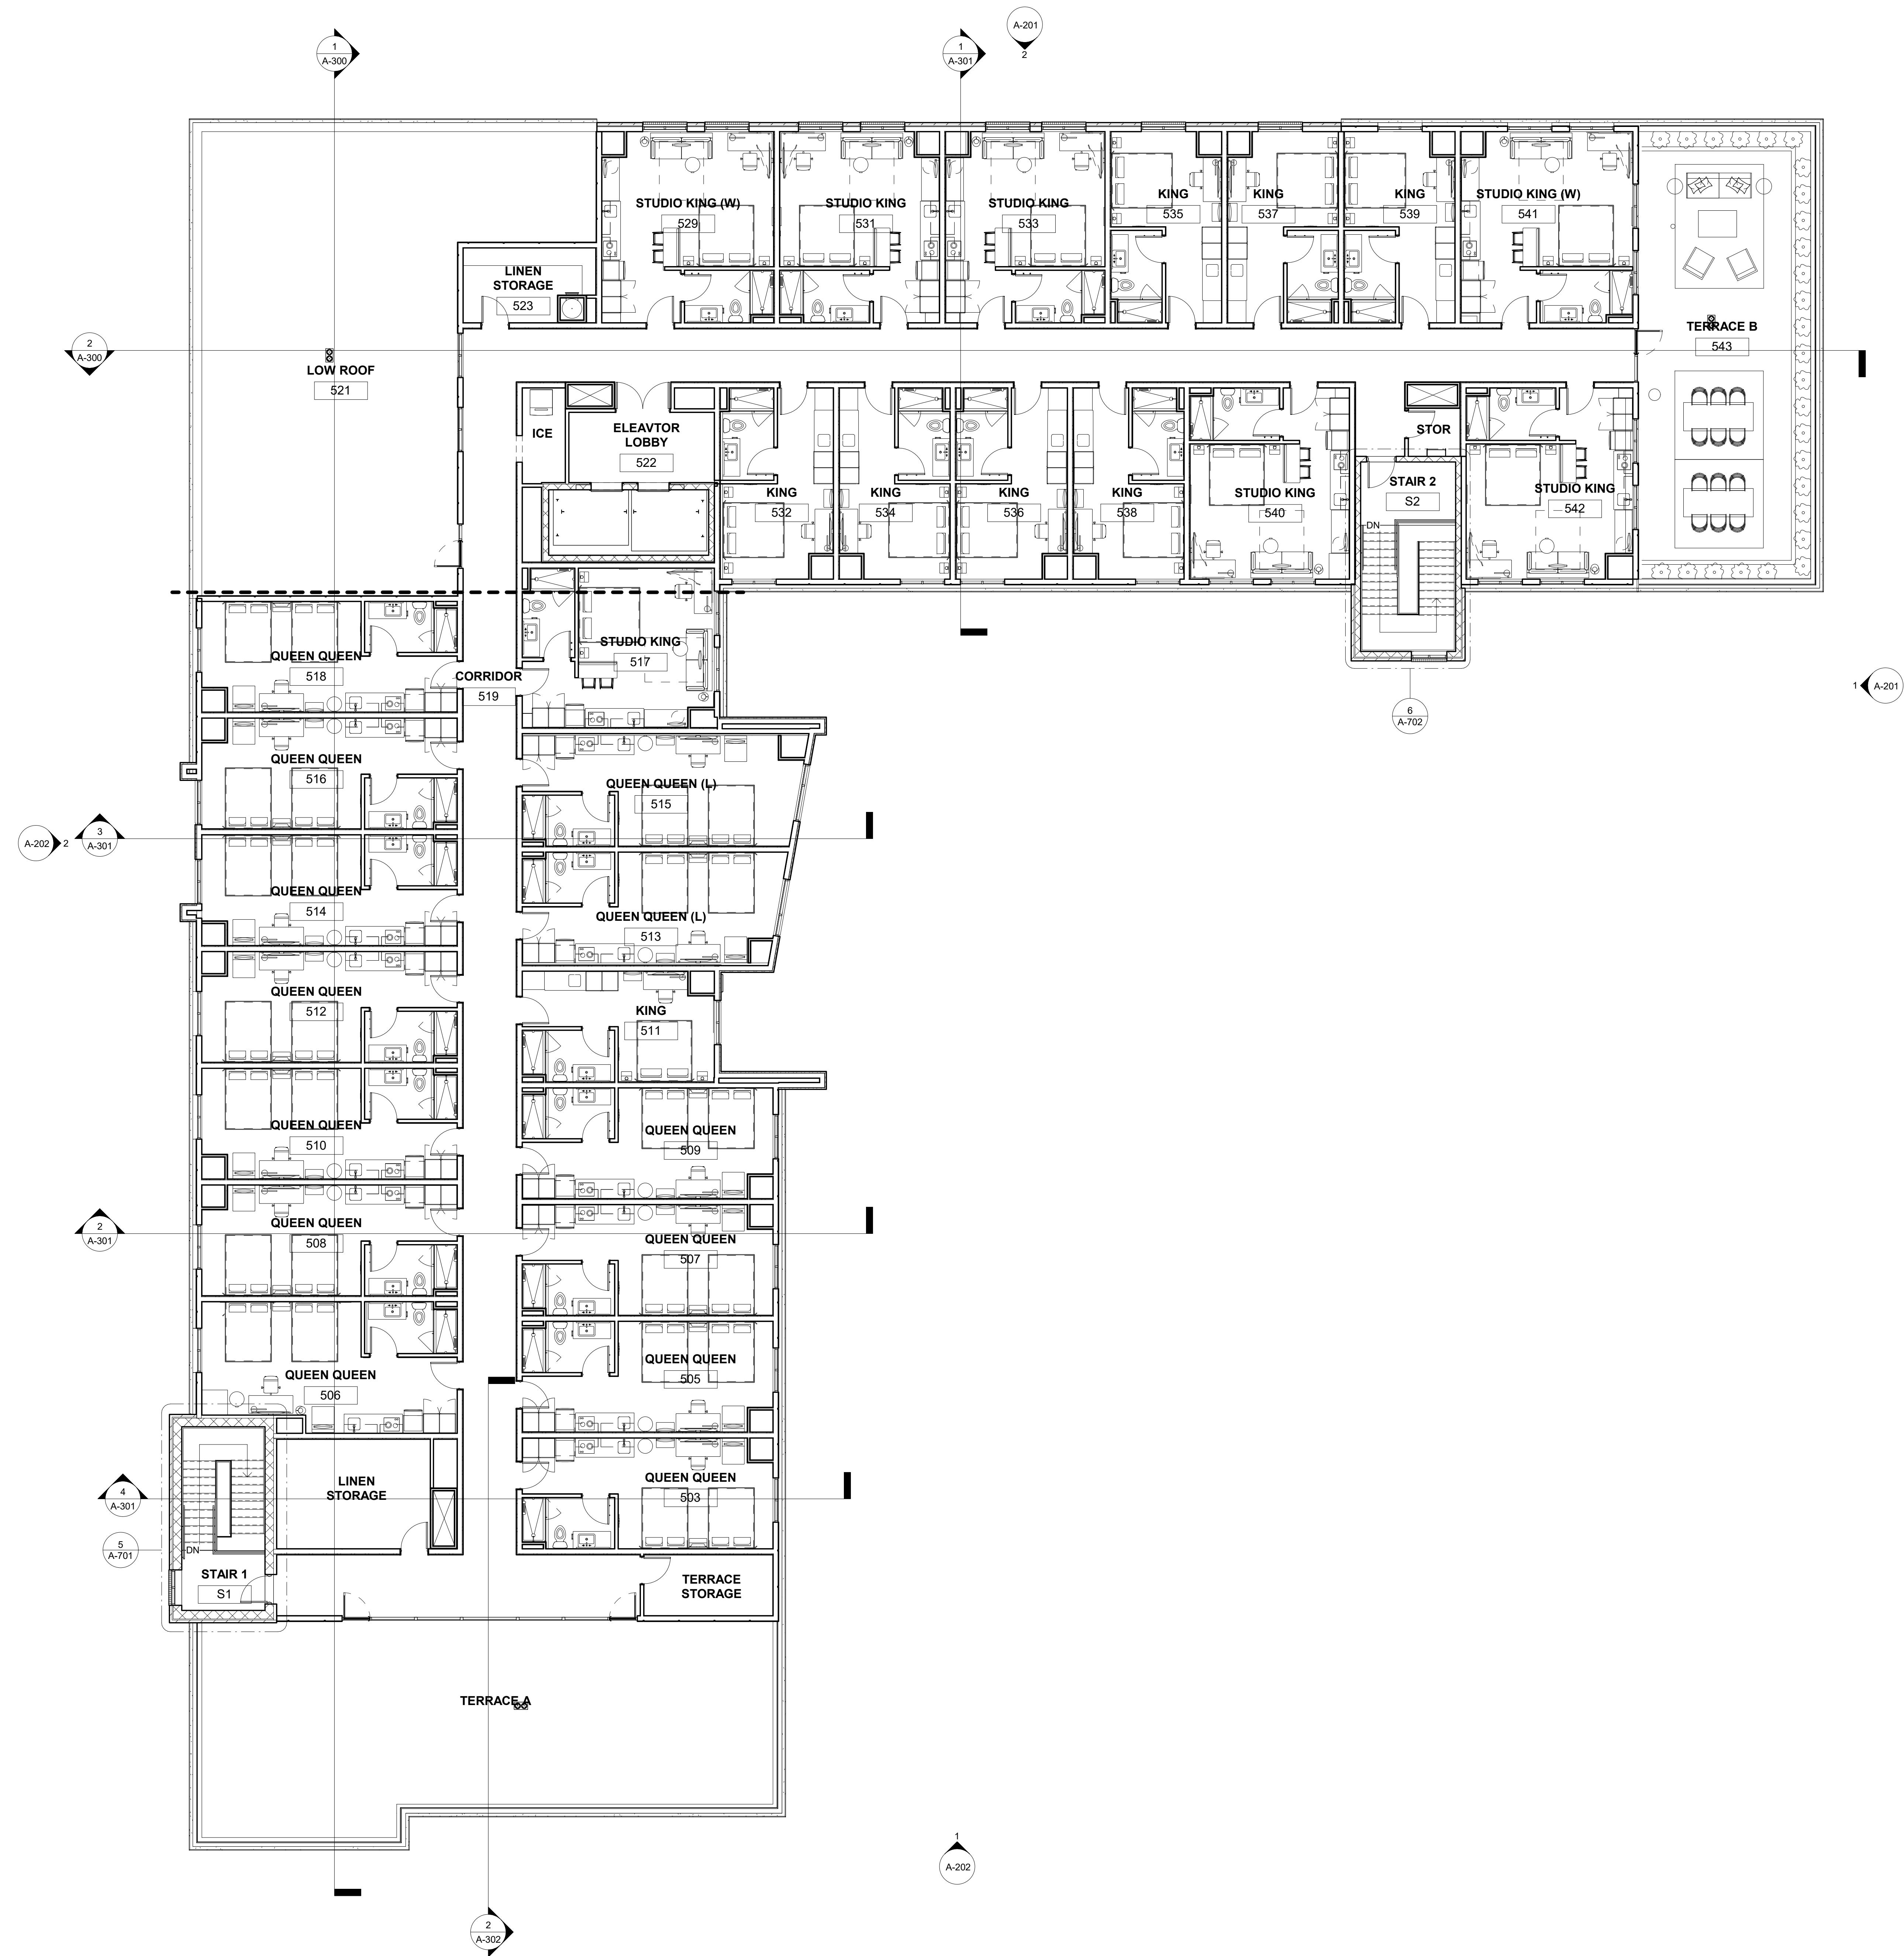 A-201
2
1
A-300
1
A-301
STUDIO KING (W)
529
STUDIO KING
531
STUDIO KING
533
KING
535
KING
537
KING
539
STUDIO KING (W)
541
LINEN
STORAGE
523
TERRACE B
543
2
A-300
LOW ROOF
521
ICE
ELEAVTOR
LOBBY
522
STOR
KING
532
KING
534
KING
536
KING
538
STUDIO KING
540
STAIR 2
S2
DN
STUDIO KING
542
STUDIO KING
517
QUEEN QUEEN
518
CORRIDOR
519
1
A-201
6
A-702
QUEEN QUEEN
516
QUEEN QUEEN (L)
515
A-202
2
3
A-301
QUEEN QUEEN
514
QUEEN QUEEN (L)
513
QUEEN QUEEN
512
KING
511
QUEEN QUEEN
510
QUEEN QUEEN
509
2
A-301
QUEEN QUEEN
508
QUEEN QUEEN
507
QUEEN QUEEN
506
QUEEN QUEEN
505
4
A-301
LINEN
STORAGE
QUEEN QUEEN
503
5
A-701
DN
STAIR 1
S1
TERRACE
STORAGE
TERRACE A
1
A-202
2
A-302